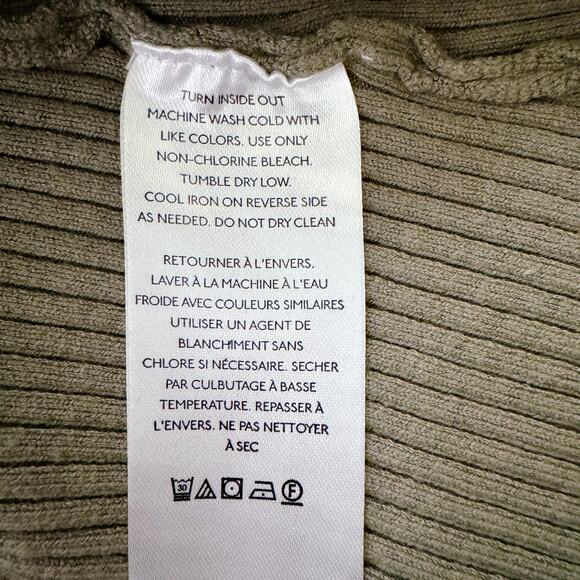 TURN INSIDE OUT
MACHINE WASH COLD WITH
LIKE COLORS. USE ONLY
NON-CHLORINE BLEACH.
TUMBLE DRY LOW.
COOL IRON ON REVERSE SIDE
AS NEEDED. DO NOT DRY CLEAN
RETOURNER À L'ENVERS.
LAVER À LA MACHINE À L'EAU
FROIDE AVEC COULEURS SIMILAIRES
UTILISER UN AGENT DE
BLANCHIMENT SANS
CHLORE SI NÉCESSAIRE. SECHER
PAR CULBUTAGE À BASSE
TEMPERATURE. REPASSER À
L'ENVERS. NE PAS NETTOYER
À SEC
30 F